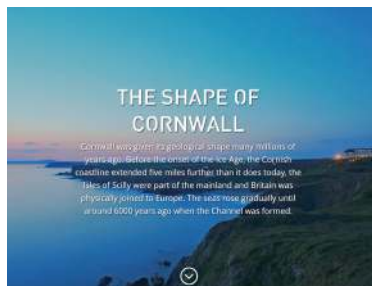 THE SHAPE OF
CORNWALL
Cornwall was given its geological shape many millions of
years ago. Before the onset of the Ice Age, the Cornish
coastline extended five miles further than it does today, the
Isles of Scilly were part of the mainland and Britain was
physically joined to Europe. The seas rose gradually until
around 6000 years ago when the Channel was formed.